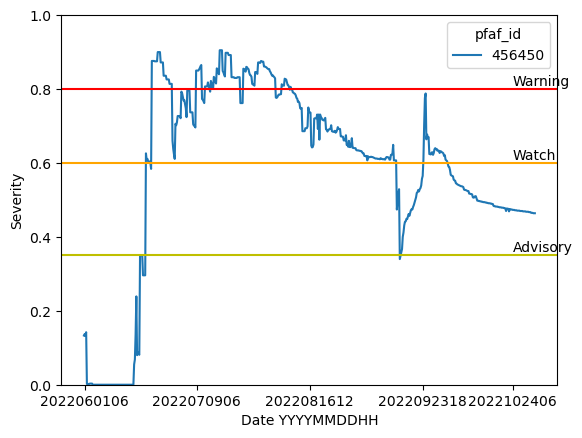 pfaf_id
456450
1.0
0.8
0.6
0.4
0.2
0.0
Severity
Warning
Watch
Advisory
2022060106
2022070906
2022081612
2022092318
2022102406
Date YYYYMMDDHH